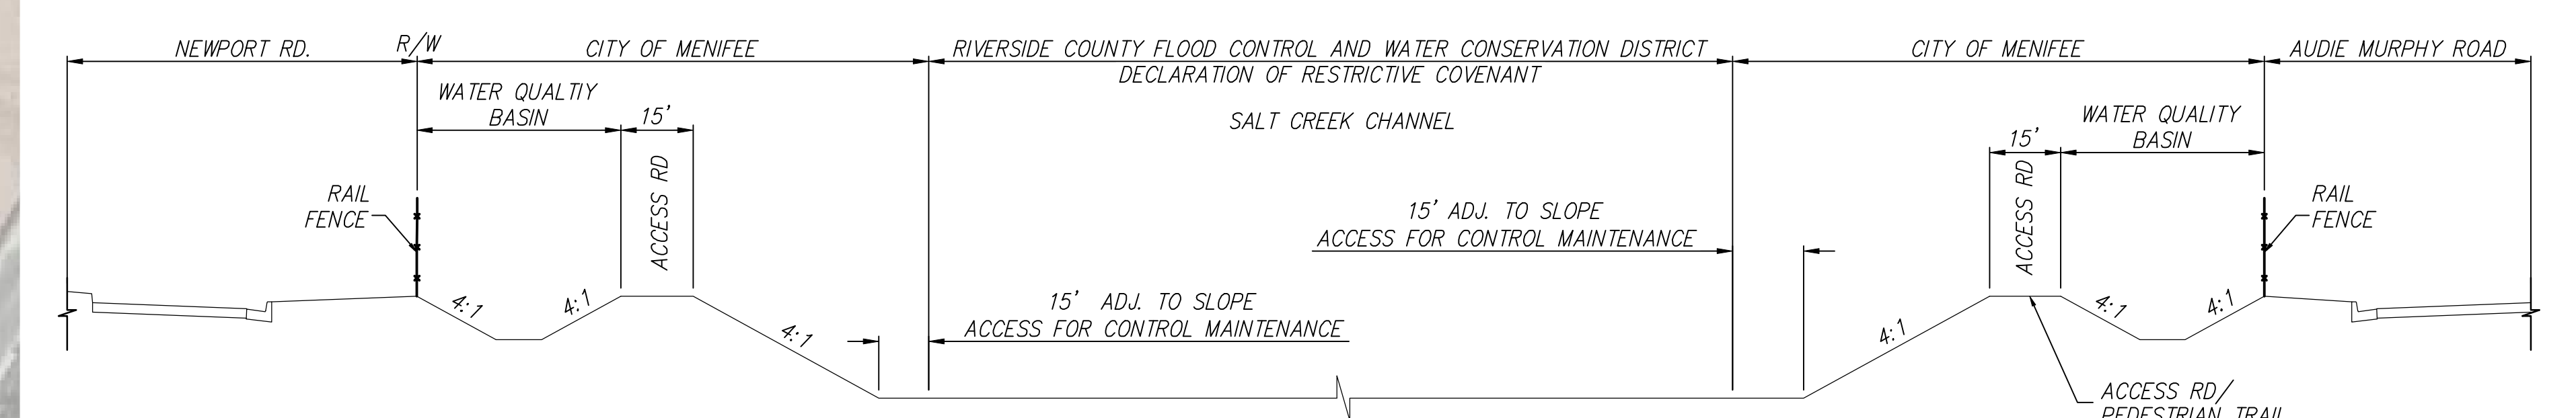 NEWPORT RD.
R/W
CITY OF MENIFEE
RIVERSIDE COUNTY FLOOD CONTROL AND WATER CONSERVATION DISTRICT
DECLARATION OF RESTRICTIVE COVENANT
CITY OF MENIFEE
AUDIE MURPHY ROAD
WATER QUALTIY
BASIN
15'
SALT CREEK CHANNEL
WATER QUALITY
BASIN
15'
RAIL
FENCE
ACCESS RD
15' ADJ. TO SLOPE
ACCESS FOR CONTROL MAINTENANCE
ACCESS RD
RAIL
FENCE
4:1
4:1
4:1
15' ADJ. TO SLOPE
ACCESS FOR CONTROL MAINTENANCE
4:1
4:1
4:1
ACCESS RD/
PEDESTRIAN TRAIL